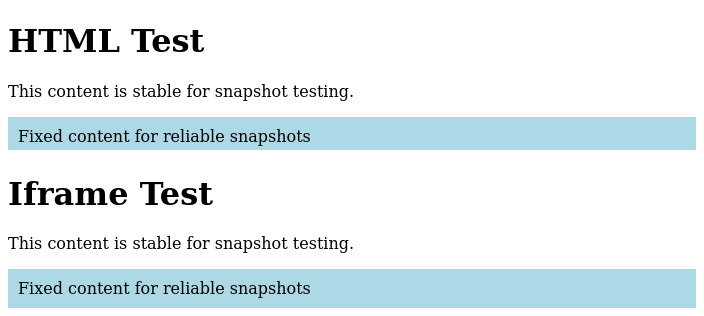 HTML Test
This content is stable for snapshot testing.
Fixed content for reliable snapshots
Iframe Test
This content is stable for snapshot testing.
Fixed content for reliable snapshots